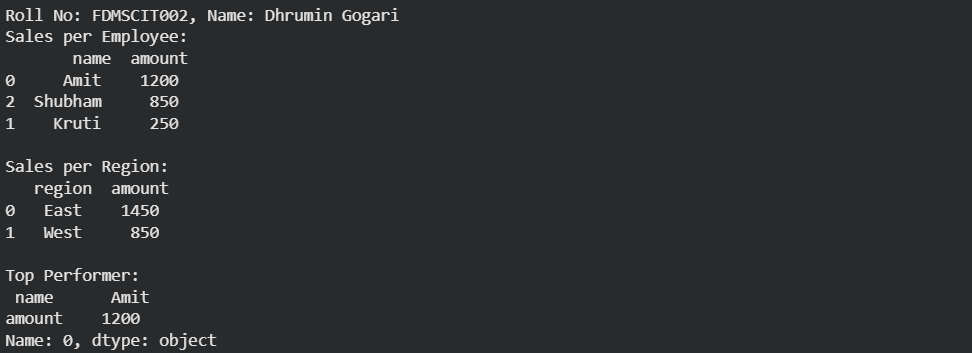 Roll No: FDMSCIT002, Name: Dhrumin Gogari
Sales per Employee:
       name  amount
0     Amit    1200
2  Shubham     850
1    Kruti     250

Sales per Region:
   region  amount
0   East    1450
1   West     850

Top Performer:
 name      Amit
amount    1200
Name: 0, dtype: object